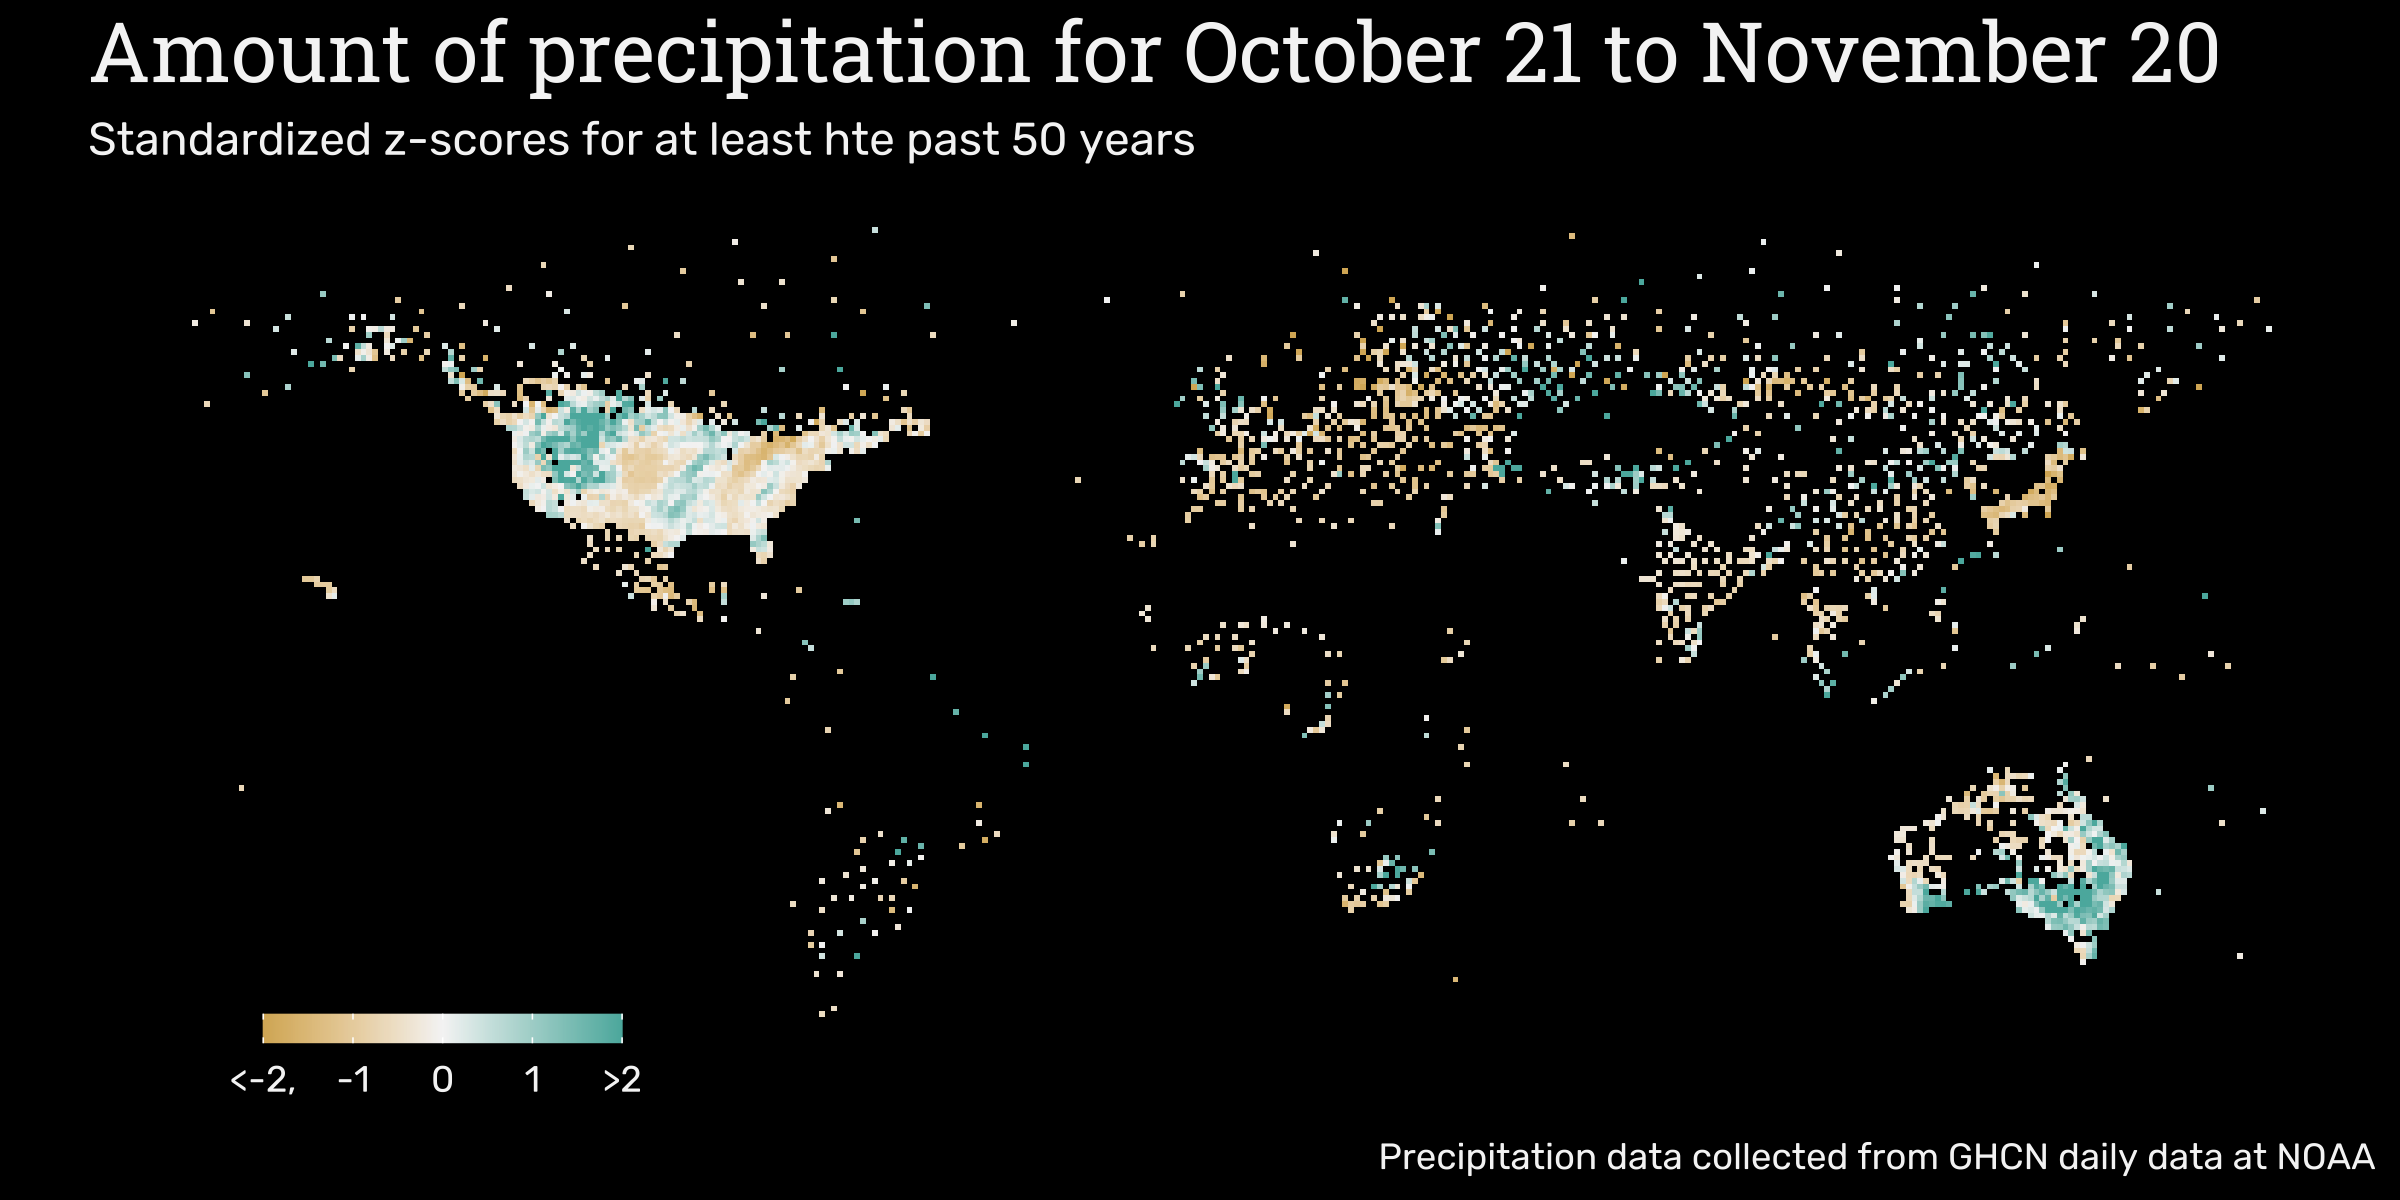 Amount of precipitation for October 21 to November 20
Standardized z-scores for at least hte past 50 years
<-2, -1 0 1 >2
Precipitation data collected from GHCN daily data at NOAA